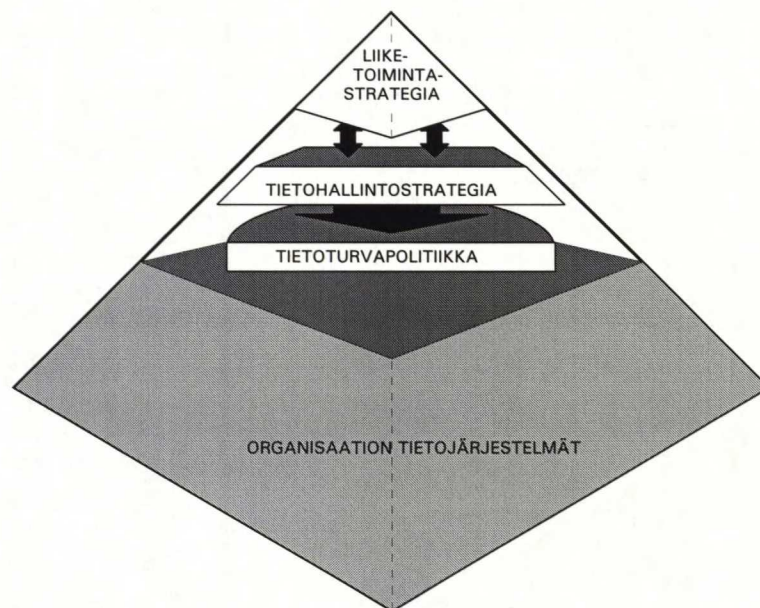 LIIKE-
TOIMINTA-
STRATEGIA
TIETOHALLINTOSTRATEGIA
TIETOTURVAPOLITIIKKA
ORGANISAATION TIETOJÄRJESTELMÄT